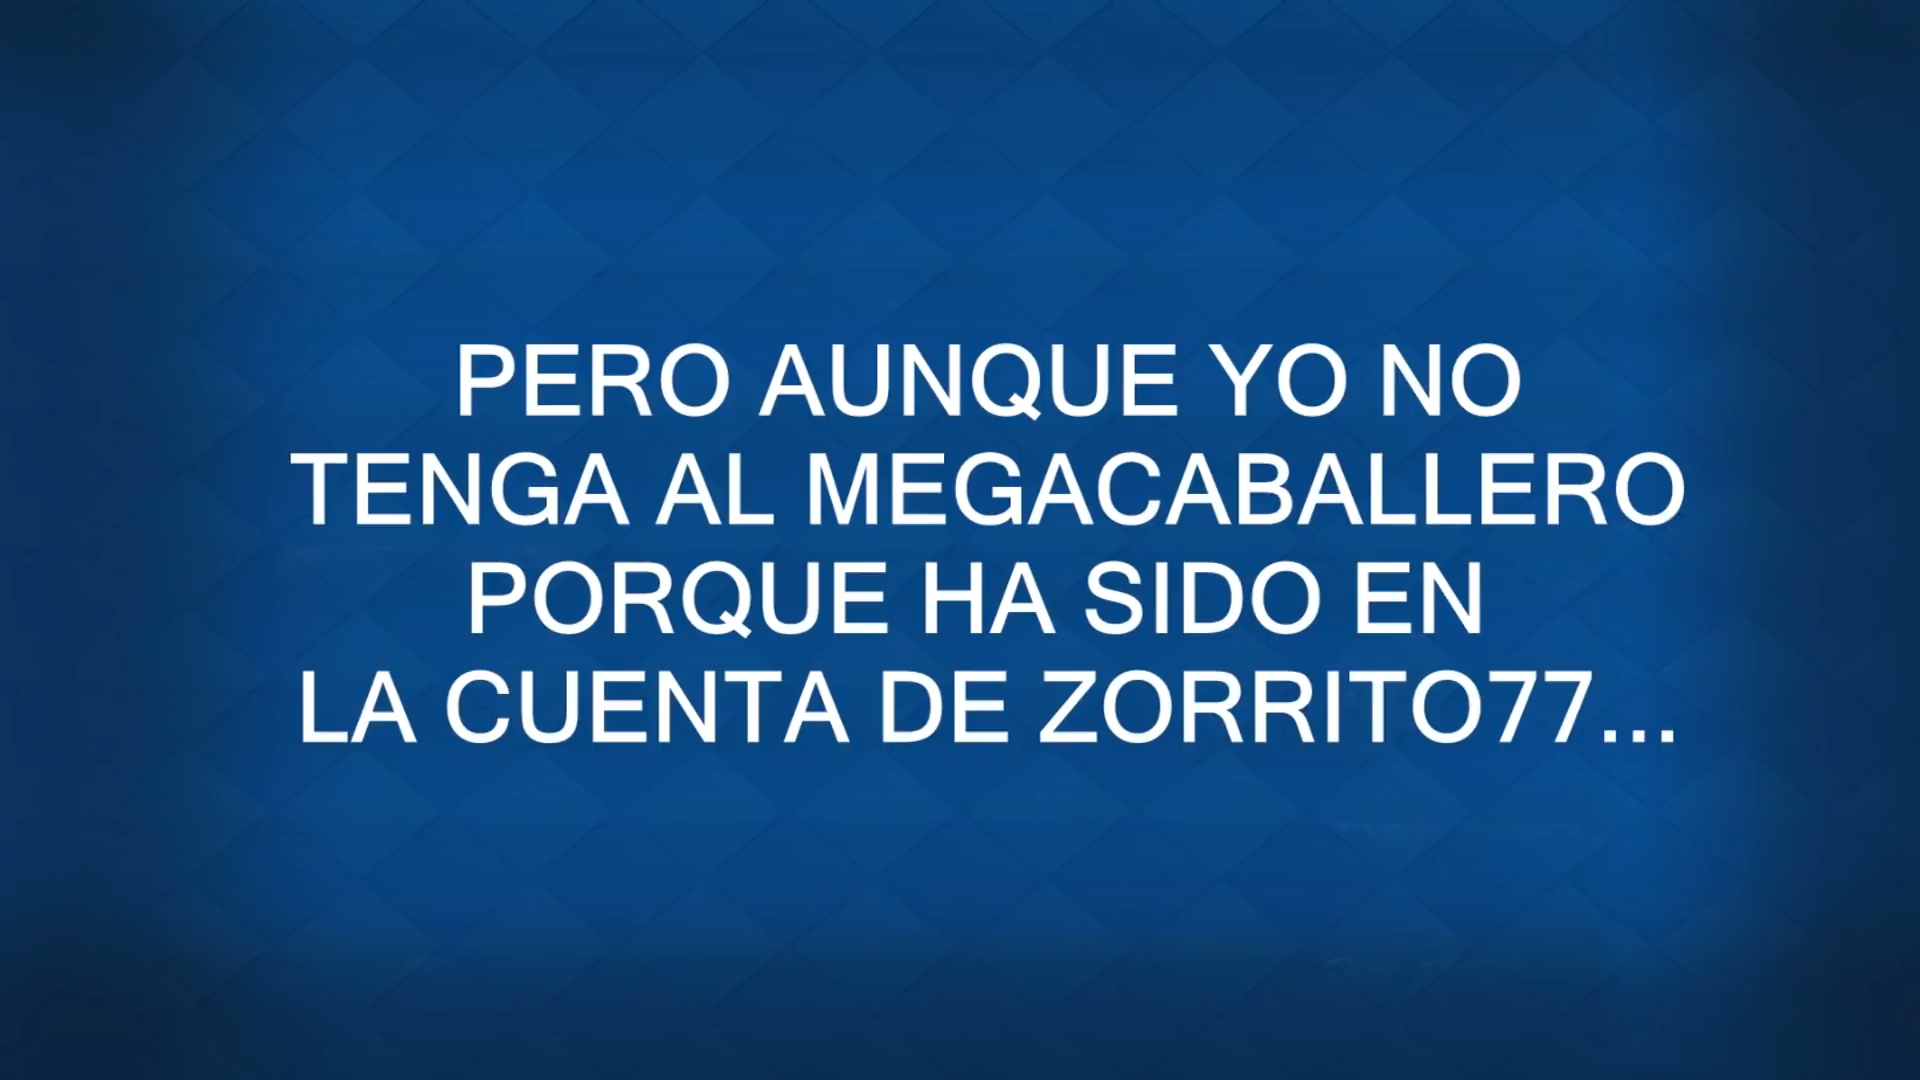 PERO AUNQUE YO NO
TENGA AL MEGACABALLERO
PORQUE HA SIDO EN
LA CUENTA DE ZORRITO77...